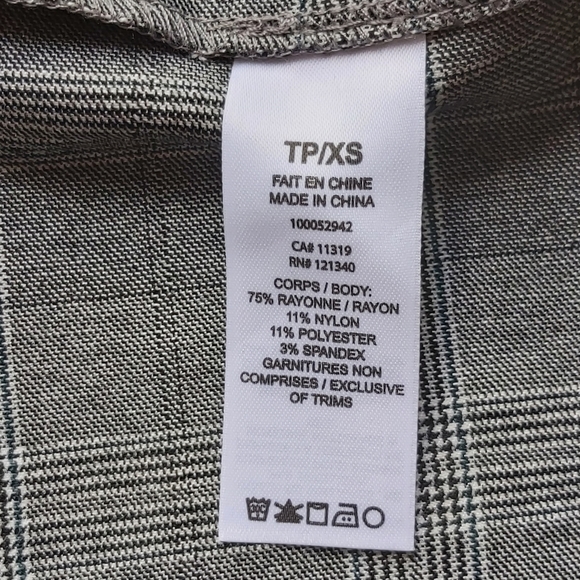 TP/XS
FAIT EN CHINE
MADE IN CHINA
100052942
CA# 11319
RN# 121340
CORPS / BODY:
75% RAYONNE / RAYON
11% NYLON
11% POLYESTER
3% SPANDEX
GARNITURES NON
COMPRISES / EXCLUSIVE
OF TRIMS